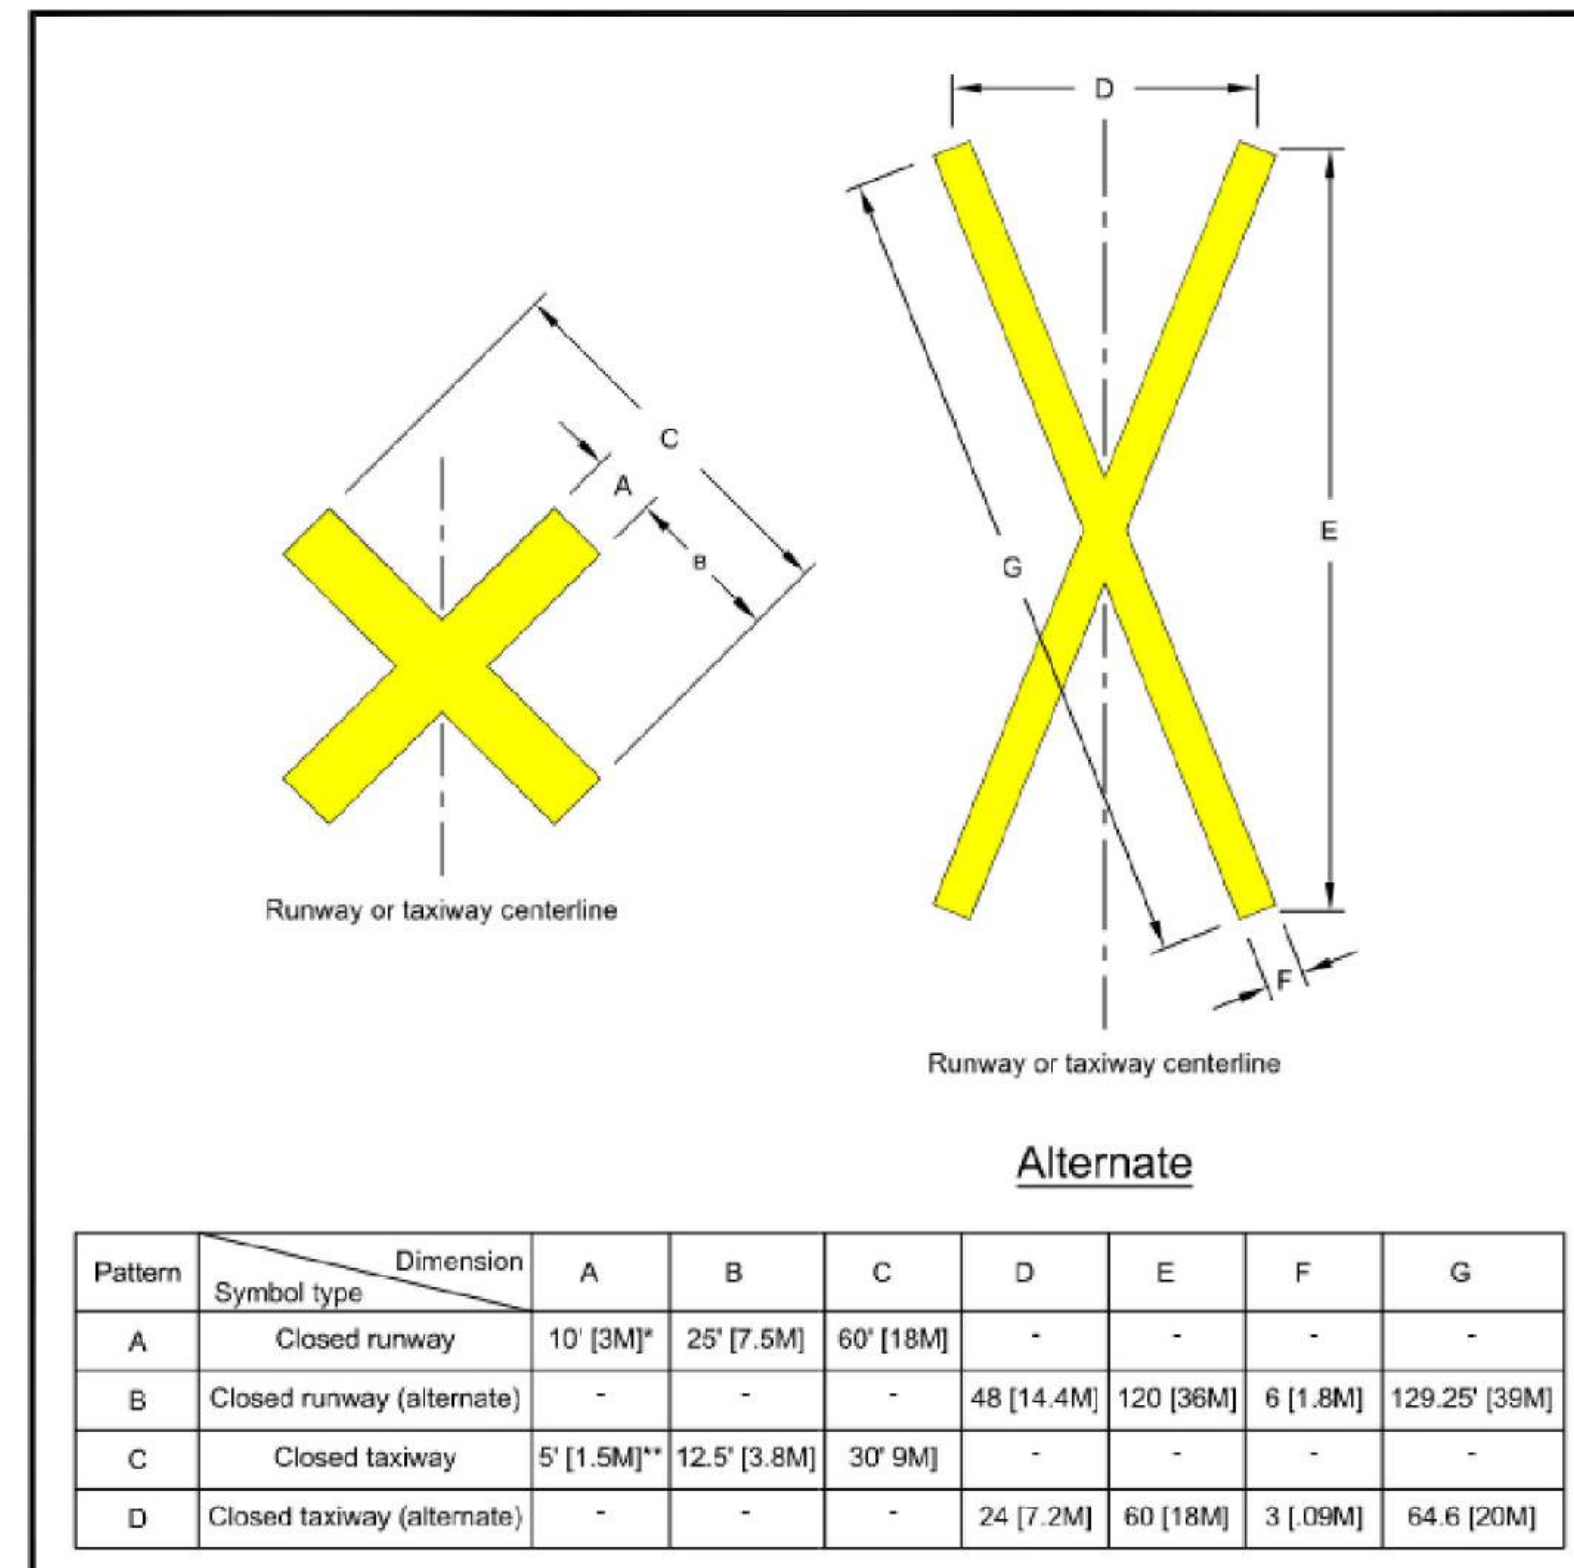 D
C
A
B
E
G
F
Runway or taxiway centerline
Runway or taxiway centerline
Alternate
Pattern Dimension Symbol type A B C D E F G
A Closed runway 10' [3M]* 25' [7.5M] 60' [18M] - - - -
B Closed runway (alternate) - - - 48 [14.4M] 120 [36M] 6 [1.8M] 129.25' [39M]
C Closed taxiway 5' [1.5M]** 12.5' [3.8M] 30' 9M] - - - -
D Closed taxiway (alternate) - - - 24 [7.2M] 60 [18M] 3 [.09M] 64.6 [20M]